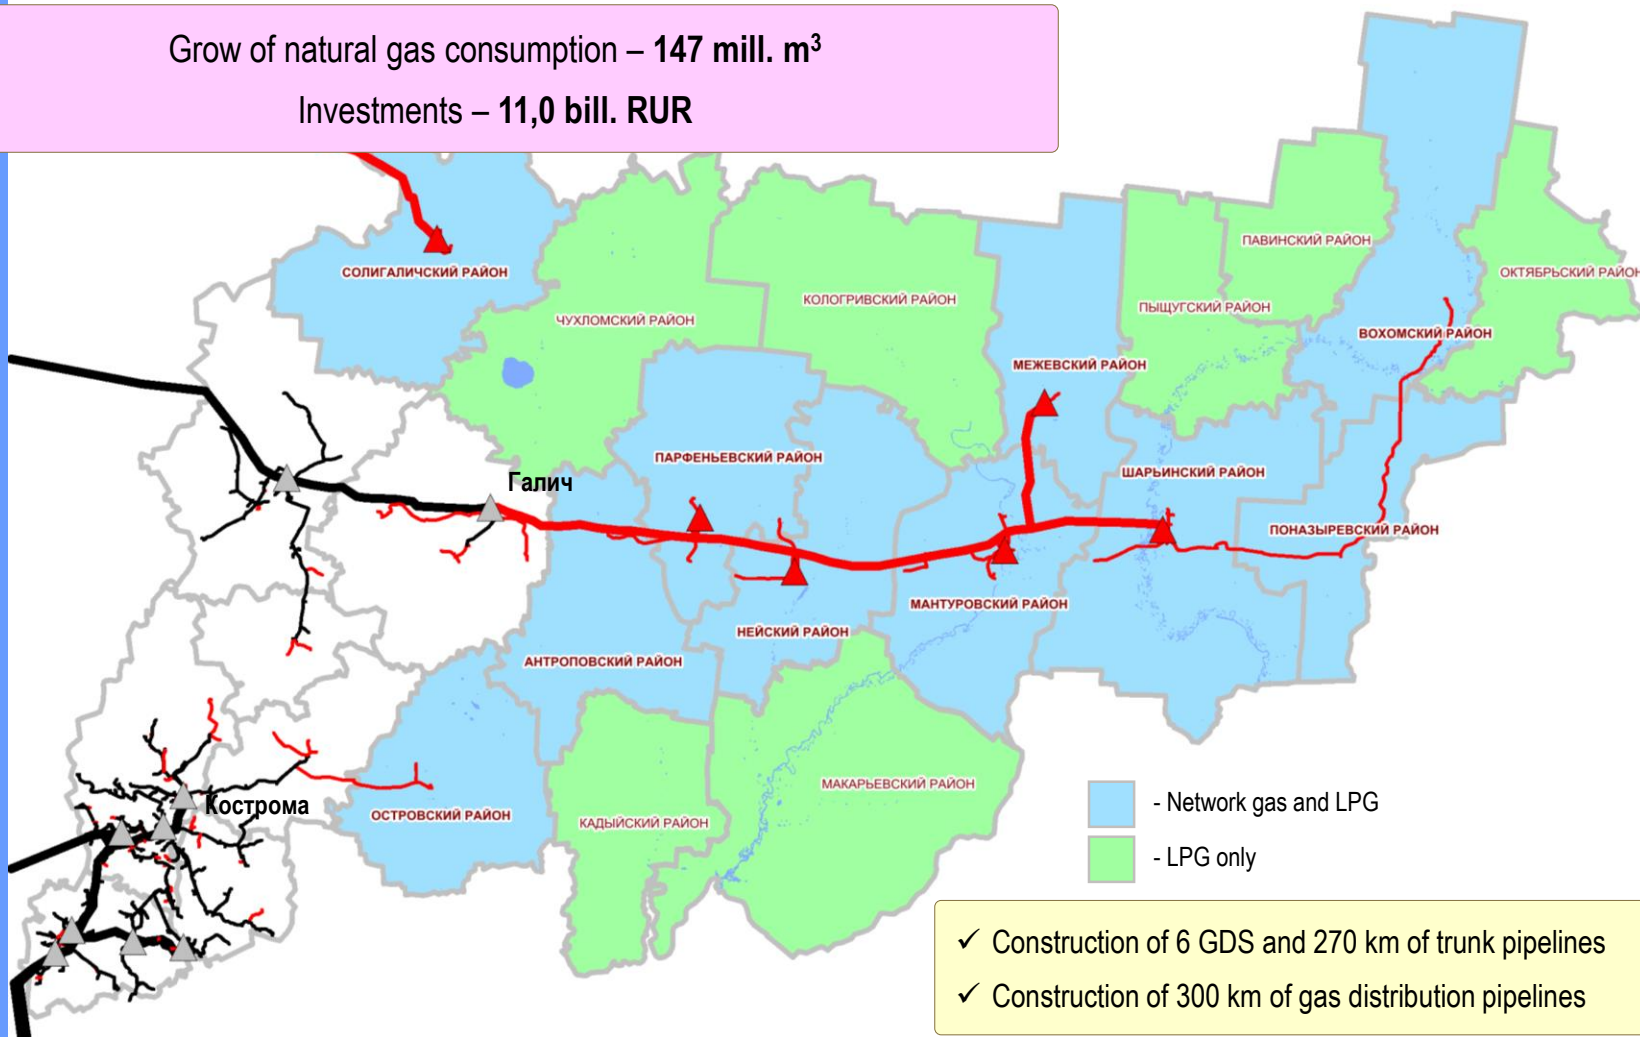 Grow of natural gas consumption – 147 mill. m³
Investments – 11,0 bill. RUR
ПАВИНСКИЙ РАЙОН
СОЛИГАЛИЧСКИЙ РАЙОН
ОКТЯБРЬСКИЙ РАЙОН
КОЛОГРИВСКИЙ РАЙОН
ПЫЩУГСКИЙ РАЙОН
ЧУХЛОМСКИЙ РАЙОН
ВОХОМСКИЙ РАЙОН
МЕЖЕВСКИЙ РАЙОН
ПАРФЕНЬЕВСКИЙ РАЙОН
ШАРЬИНСКИЙ РАЙОН
Галич
ПОНАЗЫРЕВСКИЙ РАЙОН
МАНТУРОВСКИЙ РАЙОН
НЕЙСКИЙ РАЙОН
АНТРОПОВСКИЙ РАЙОН
МАКАРЬЕВСКИЙ РАЙОН
Кострома
ОСТРОВСКИЙ РАЙОН
КАДЫЙСКИЙ РАЙОН
- Network gas and LPG
- LPG only
✓ Construction of 6 GDS and 270 km of trunk pipelines
✓ Construction of 300 km of gas distribution pipelines